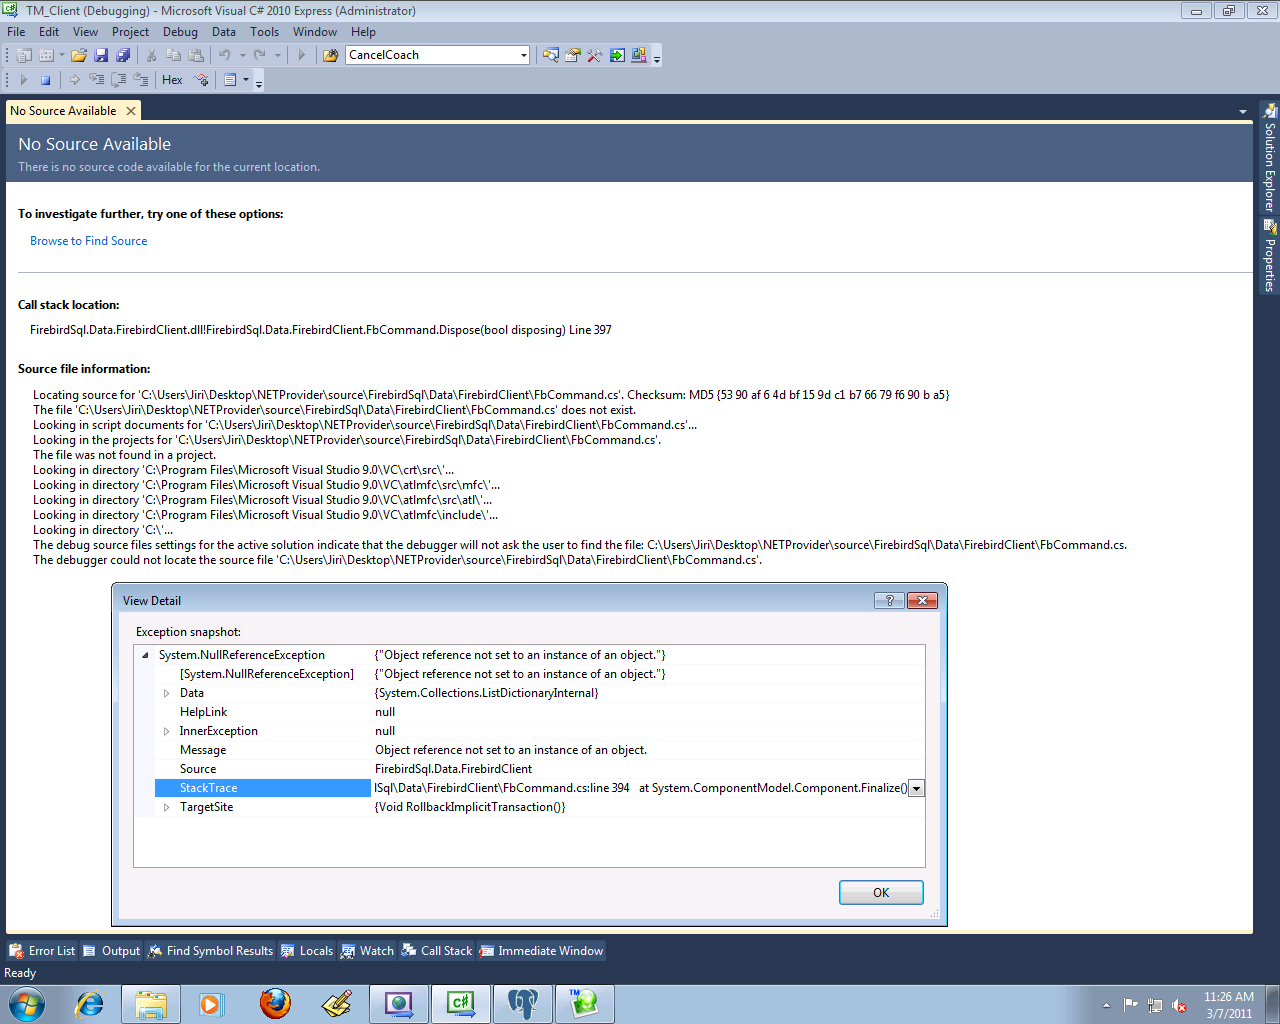 TM_Client (Debugging) - Microsoft Visual C# 2010 Express (Administrator)
File Edit View Project Debug Data Tools Window Help
CancelCoach
Hex
No Source Available
No Source Available
There is no source code available for the current location.
To investigate further, try one of these options:
Browse to Find Source
Call stack location:
FirebirdSql.Data.FirebirdClient.dll!FirebirdSql.Data.FirebirdClient.FbCommand.Dispose(bool disposing) Line 397
Source file information:
Locating source for 'C:\Users\Jiri\Desktop\NETProvider\source\FirebirdSql\Data\FirebirdClient\FbCommand.cs'. Checksum: MD5 {53 90 af 6 4d bf 15 9d c1 b7 66 79 f6 90 b a5}
The file 'C:\Users\Jiri\Desktop\NETProvider\source\FirebirdSql\Data\FirebirdClient\FbCommand.cs' does not exist.
Looking in script documents for 'C:\Users\Jiri\Desktop\NETProvider\source\FirebirdSql\Data\FirebirdClient\FbCommand.cs'...
Looking in the projects for 'C:\Users\Jiri\Desktop\NETProvider\source\FirebirdSql\Data\FirebirdClient\FbCommand.cs'.
The file was not found in a project.
Looking in directory 'C:\Program Files\Microsoft Visual Studio 9.0\VC\crt\src\'...
Looking in directory 'C:\Program Files\Microsoft Visual Studio 9.0\VC\atlmfc\src\mfc\'...
Looking in directory 'C:\Program Files\Microsoft Visual Studio 9.0\VC\atlmfc\src\atl\'...
Looking in directory 'C:\Program Files\Microsoft Visual Studio 9.0\VC\atlmfc\include\'...
Looking in directory 'C:\'...
The debug source files settings for the active solution indicate that the debugger will not ask the user to find the file: C:\Users\Jiri\Desktop\NETProvider\source\FirebirdSql\Data\FirebirdClient\FbCommand.cs.
The debugger could not locate the source file 'C:\Users\Jiri\Desktop\NETProvider\source\FirebirdSql\Data\FirebirdClient\FbCommand.cs'.
Solution Explorer
Properties
View Detail
Exception snapshot:
System.NullReferenceException {"Object reference not set to an instance of an object."}
[System.NullReferenceException] {"Object reference not set to an instance of an object."}
Data {System.Collections.ListDictionaryInternal}
HelpLink null
InnerException null
Message Object reference not set to an instance of an object.
Source FirebirdSql.Data.FirebirdClient
StackTrace lSql\Data\FirebirdClient\FbCommand.cs:line 394 at System.ComponentModel.Component.Finalize()
TargetSite {Void RollbackImplicitTransaction()}
OK
Error List Output Find Symbol Results Locals Watch Call Stack Immediate Window
Ready
11:26 AM
3/7/2011